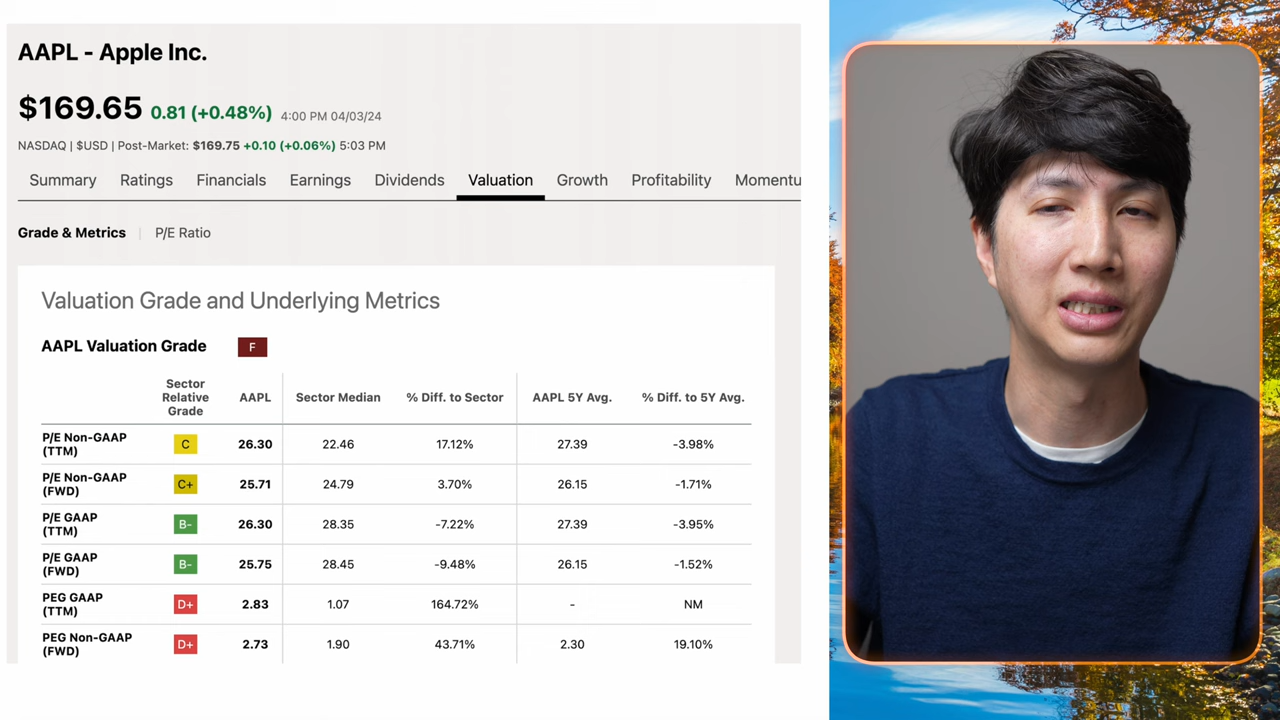 AAPL - Apple Inc.
$169.65 0.81 (+0.48%) 4:00 PM 04/03/24
NASDAQ | $USD | Post-Market: $169.75 +0.10 (+0.06%) 5:03 PM
Summary Ratings Financials Earnings Dividends Valuation Growth Profitability Momentu
Grade & Metrics P/E Ratio
Valuation Grade and Underlying Metrics
AAPL Valuation Grade F
Sector
Relative
Grade AAPL Sector Median % Diff. to Sector AAPL 5Y Avg. % Diff. to 5Y Avg.
P/E Non-GAAP
(TTM) C 26.30 22.46 17.12% 27.39 -3.98%
P/E Non-GAAP
(FWD) C+ 25.71 24.79 3.70% 26.15 -1.71%
P/E GAAP
(TTM) B- 26.30 28.35 -7.22% 27.39 -3.95%
P/E GAAP
(FWD) B- 25.75 28.45 -9.48% 26.15 -1.52%
PEG GAAP
(TTM) D+ 2.83 1.07 164.72% - NM
PEG Non-GAAP
(FWD) D+ 2.73 1.90 43.71% 2.30 19.10%